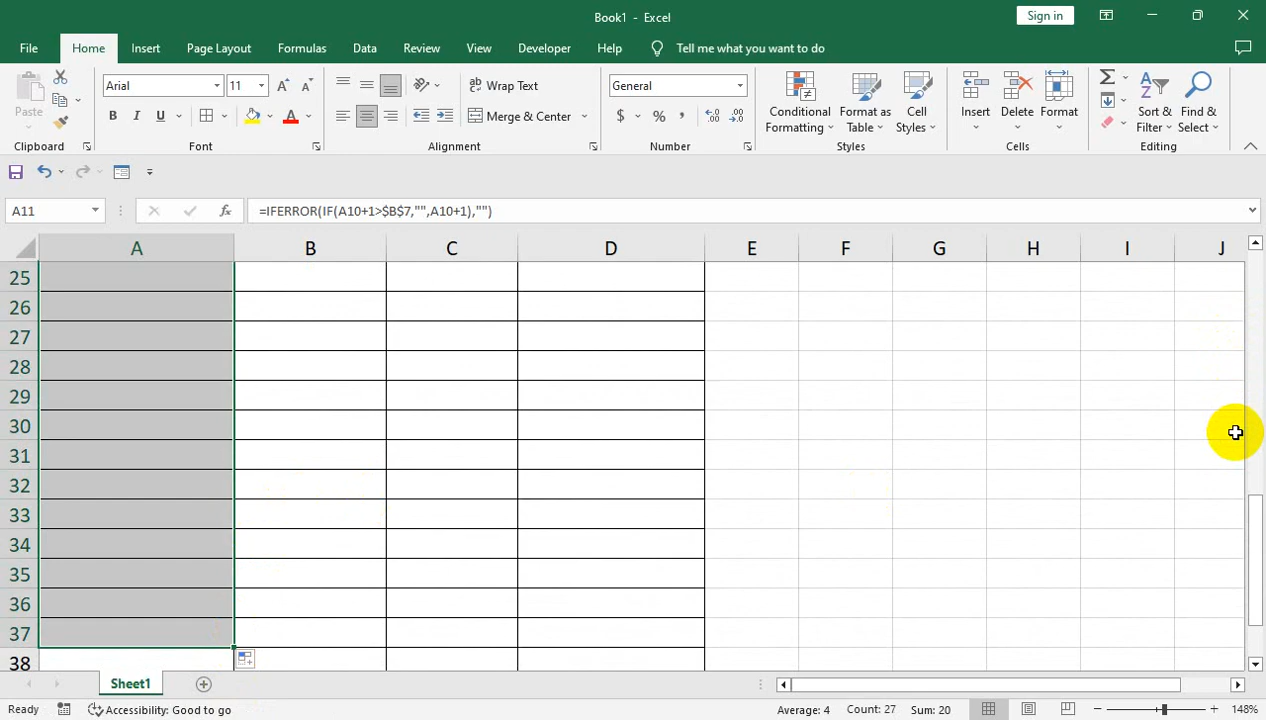 Book1 - Excel
Sign in
File Home Insert Page Layout Formulas Data Review View Developer Help Tell me what you want to do
Paste
Arial 11
B I U A
Wrap Text
Merge & Center
General
$ % ,
Conditional Formatting
Format as Table
Cell Styles
Insert
Delete
Format
Sort & Filter
Find & Select
Clipboard Font Alignment Number Styles Cells Editing
A11 fx =IFERROR(IF(A10+1>$B$7,"",A10+1),"")
A B C D E F G H I J
25
26
27
28
29
30
31
32
33
34
35
36
37
38
Sheet1
Ready Accessibility: Good to go Average: 4 Count: 27 Sum: 20 148%